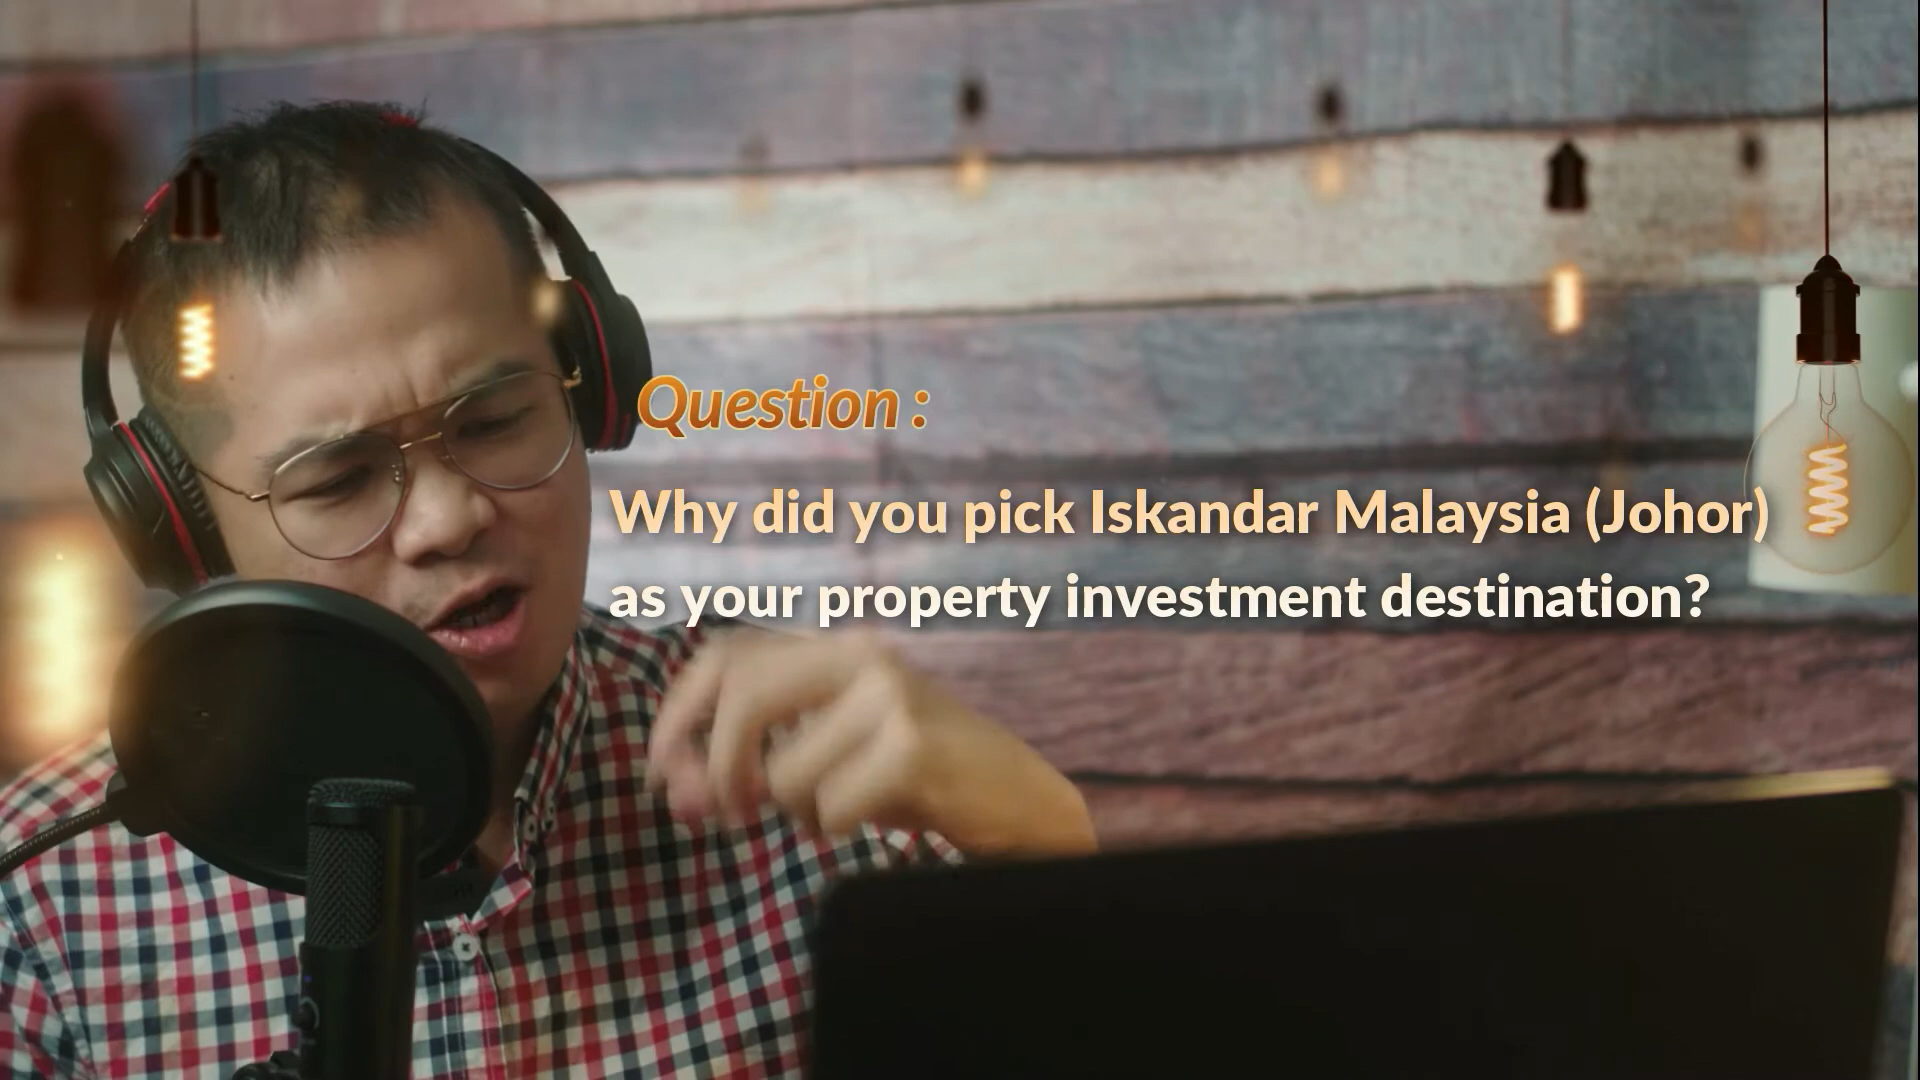 Question :
Why did you pick Iskandar Malaysia (Johor)
as your property investment destination?